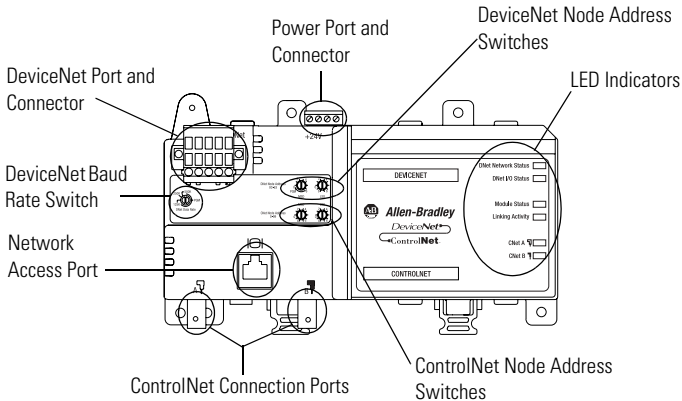 DeviceNet Node Address
Switches
Power Port and
Connector
LED Indicators
DeviceNet Port and
Connector
+24V
DNet Network Status
DNet I/O Status
DEVICENET
DeviceNet Baud
Rate Switch
Module Status
Linking Activity
AB
Allen-Bradley
DeviceNet
ControlNet
Network
Access Port
CNet A
CNet B
CONTROLNET
A
B
ControlNet Connection Ports
ControlNet Node Address
Switches